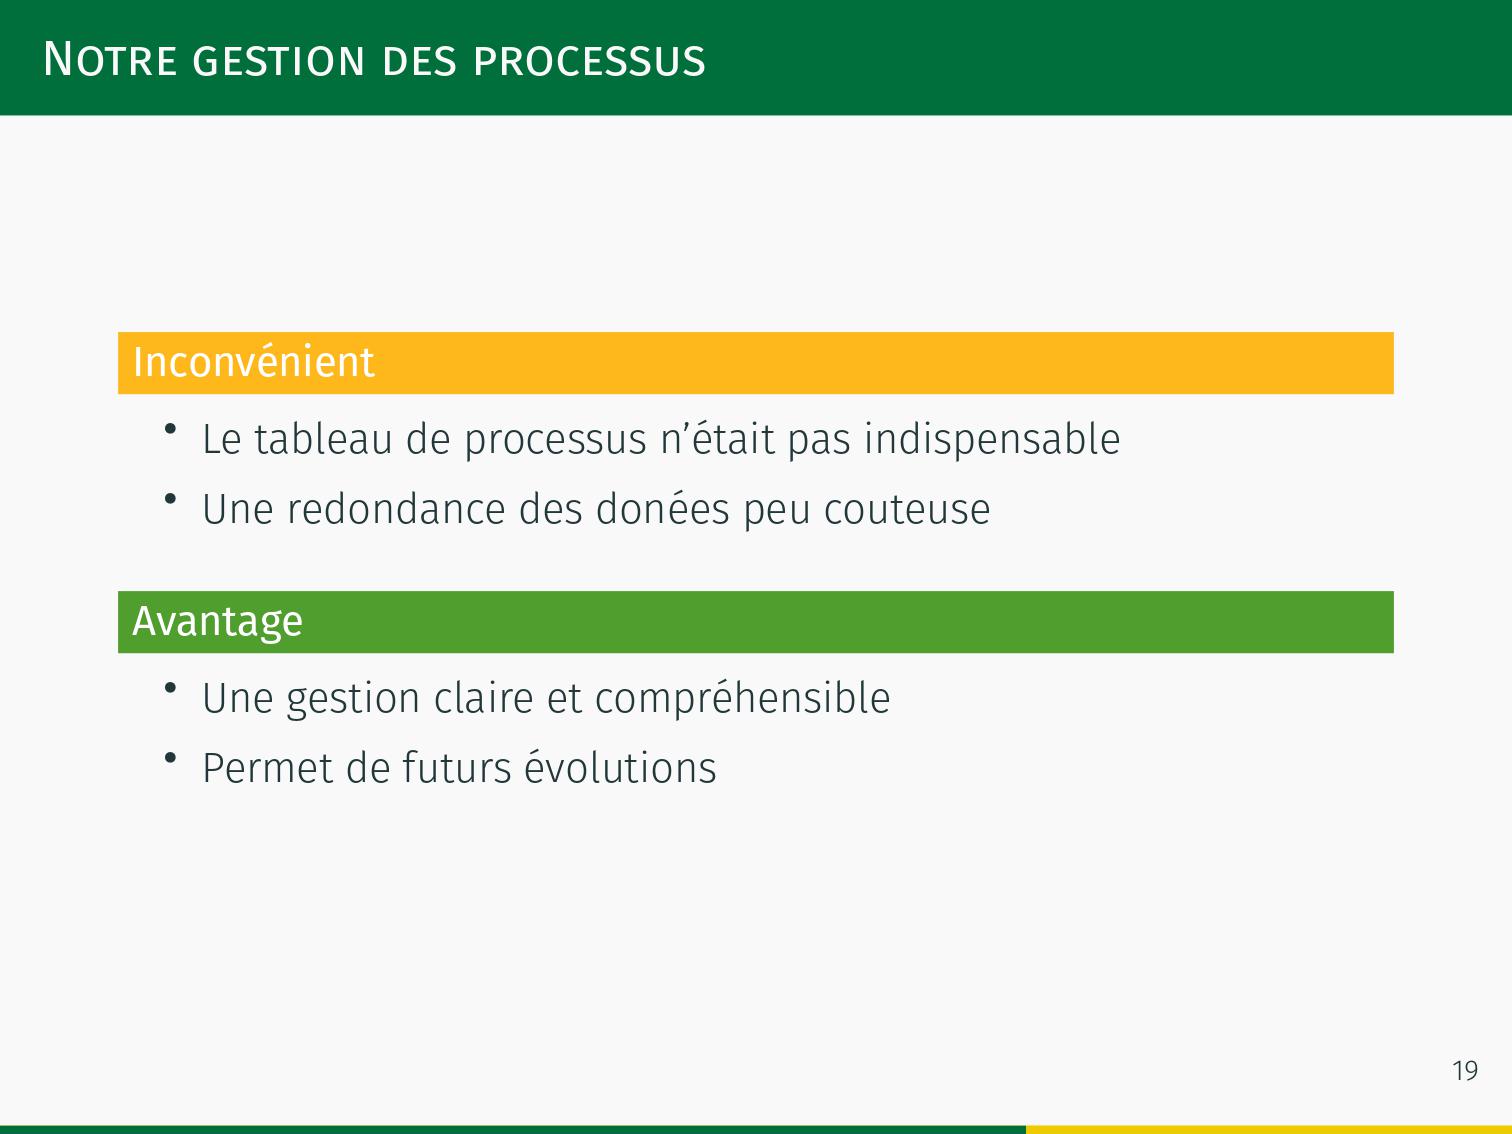 Notre gestion des processus
Inconvénient
• Le tableau de processus n’était pas indispensable
• Une redondance des donées peu couteuse
Avantage
• Une gestion claire et compréhensible
• Permet de futurs évolutions
19